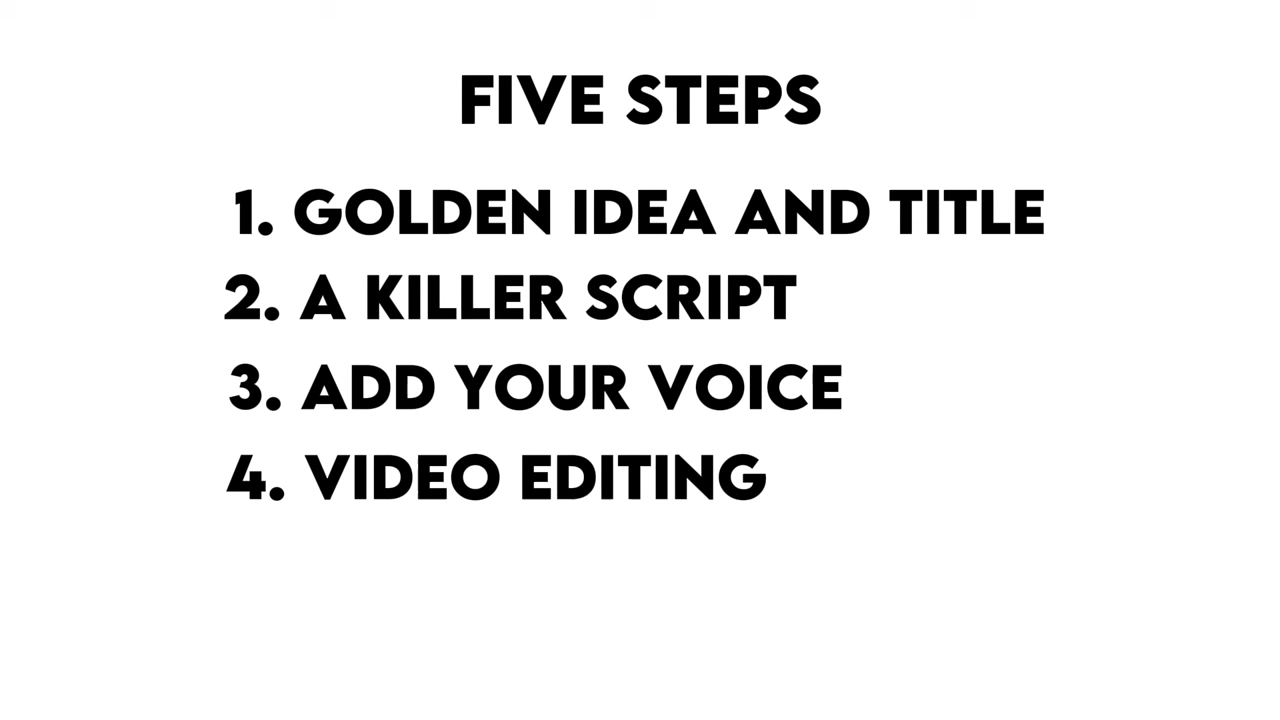 FIVE STEPS
1. GOLDEN IDEA AND TITLE
2. A KILLER SCRIPT
3. ADD YOUR VOICE
4. VIDEO EDITING